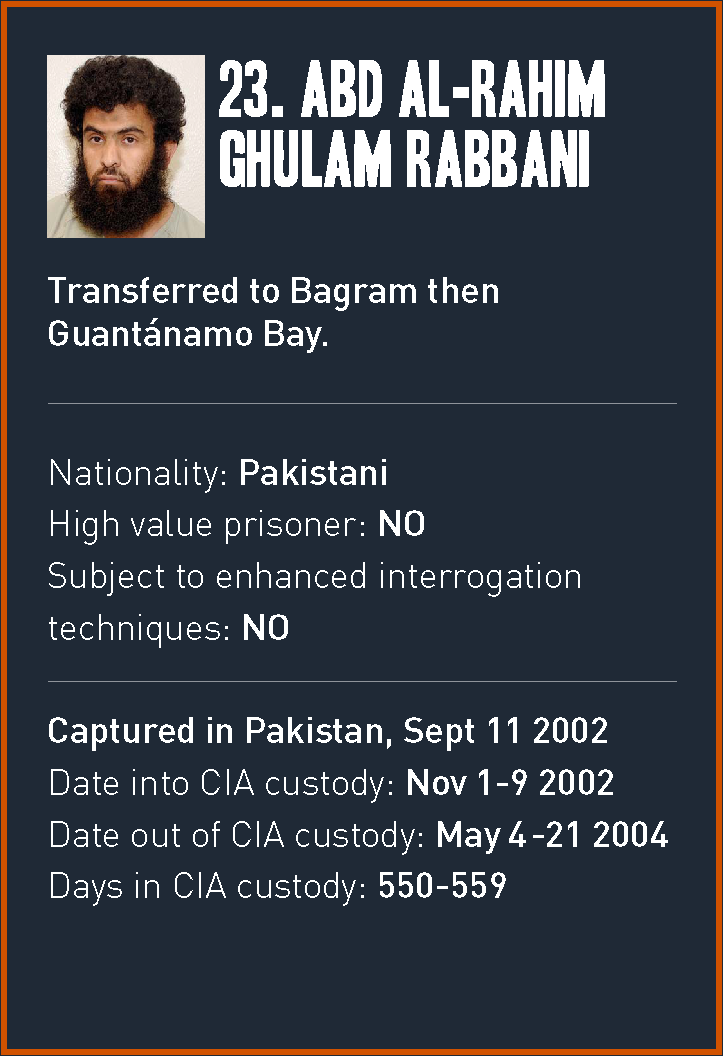 23. ABD AL-RAHIM
GHULAM RABBANI
Transferred to Bagram then
Guantánamo Bay.
Nationality: Pakistani
High value prisoner: NO
Subject to enhanced interrogation
techniques: NO
Captured in Pakistan, Sept 11 2002
Date into CIA custody: Nov 1-9 2002
Date out of CIA custody: May 4-21 2004
Days in CIA custody: 550-559